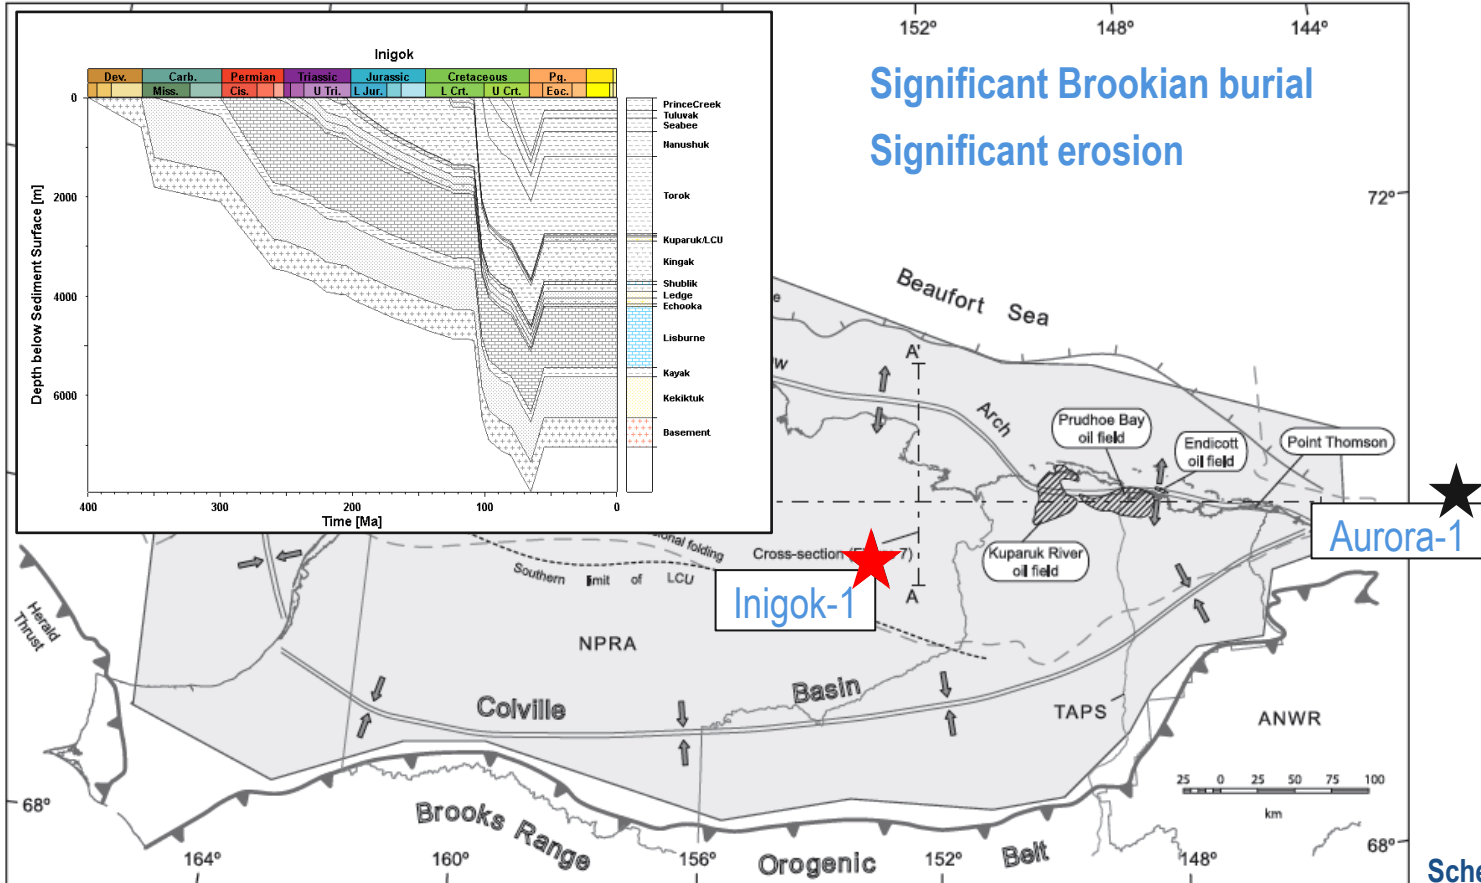 Inigok
Dev. Carb. Permian Triassic Jurassic Cretaceous Pg.
Miss. Cis. U Tri. L Jur. L Crt. U Crt. Eoc.
0
2000
4000
6000
Depth below Sediment Surface [m]
400 300 200 100 0
Time [Ma]
PrinceCreek
Tuluvak
Seabee
Nanushuk
Torok
Kuparuk/LCU
Kingak
Shublik
Ledge
Echooka
Lisburne
Kayak
Kekiktuk
Basement
152° 148° 144°
Significant Brookian burial
Significant erosion
72°
Beaufort Sea
A'
Arch
Prudhoe Bay
oil field
Endicott
oil field
Point Thomson
Aurora-1
Kuparuk River
oil field
Cross-section
7)
A
Inigok-1
folding
Southern limit of LCU
Herald
Thrust
NPRA
Colville Basin
TAPS
ANWR
25 0 25 50 75 100
km
68°
68°
Brooks Range Orogenic Belt
164° 160° 156° 152° 148°
Sche